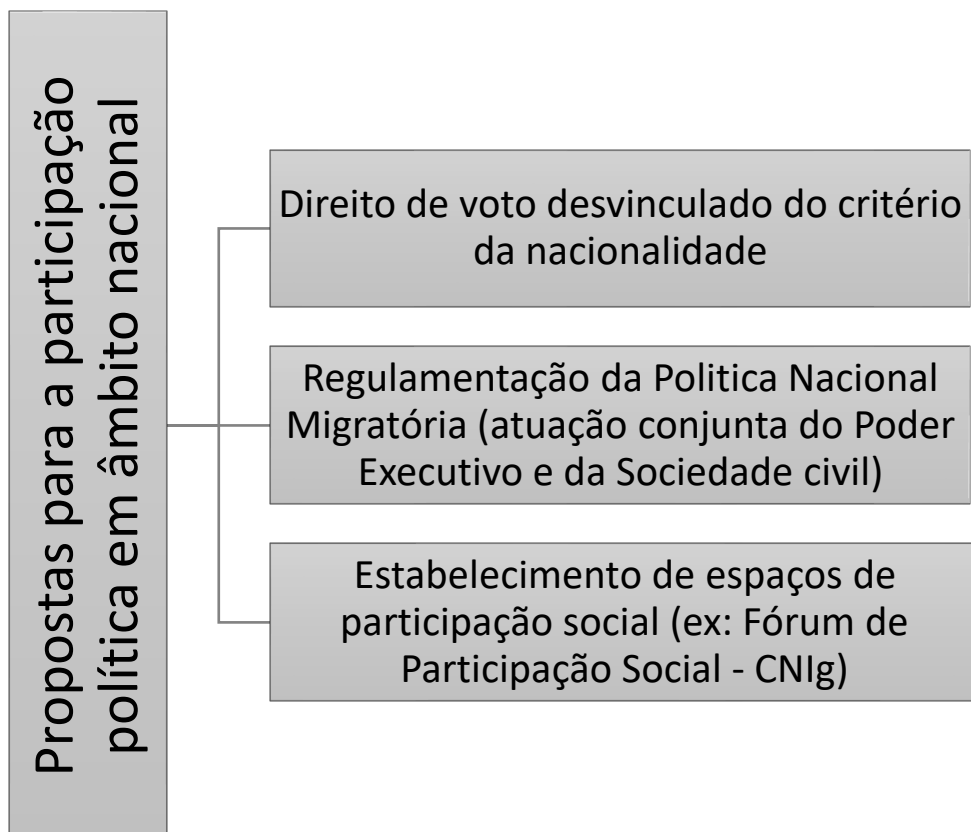 Propostas para a participação
política em âmbito nacional
Direito de voto desvinculado do critério
da nacionalidade
Regulamentação da Politica Nacional
Migratória (atuação conjunta do Poder
Executivo e da Sociedade civil)
Estabelecimento de espaços de
participação social (ex: Fórum de
Participação Social - CNIg)